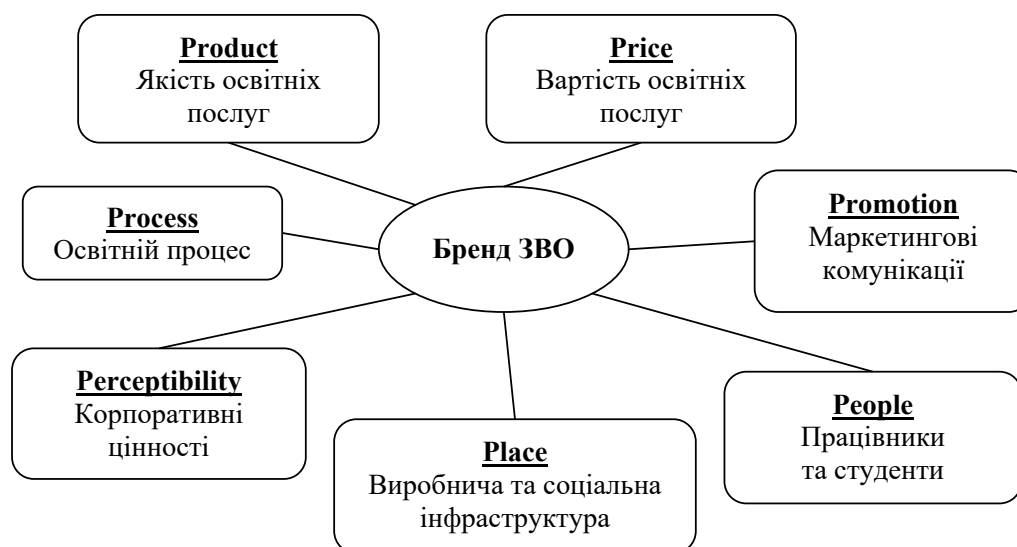 Product
Якість освітніх
послуг
Price
Вартість освітніх
послуг
Process
Освітній процес
Бренд ЗВО
Promotion
Маркетингові
комунікації
Perceptibility
Корпоративні
цінності
Place
Виробнича та соціальна
інфраструктура
People
Працівники
та студенти